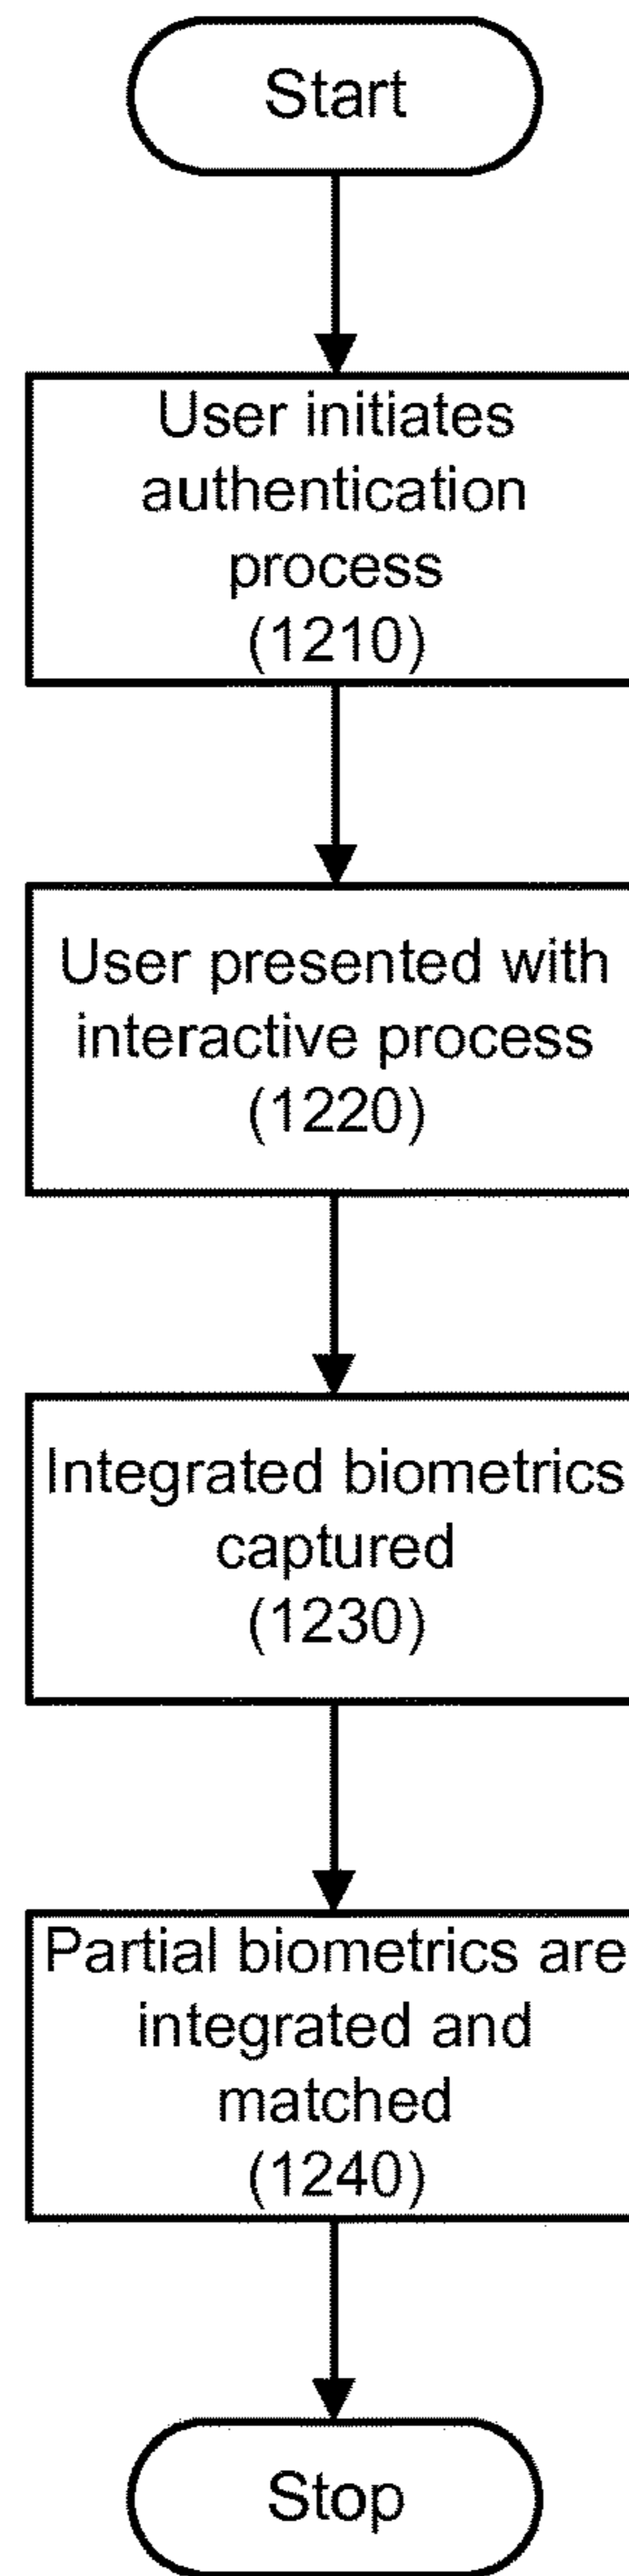 Start
User initiates
authentication
process
(1210)
User presented with
interactive process
(1220)
Integrated biometrics
captured
(1230)
Partial biometrics are
integrated and
matched
(1240)
Stop